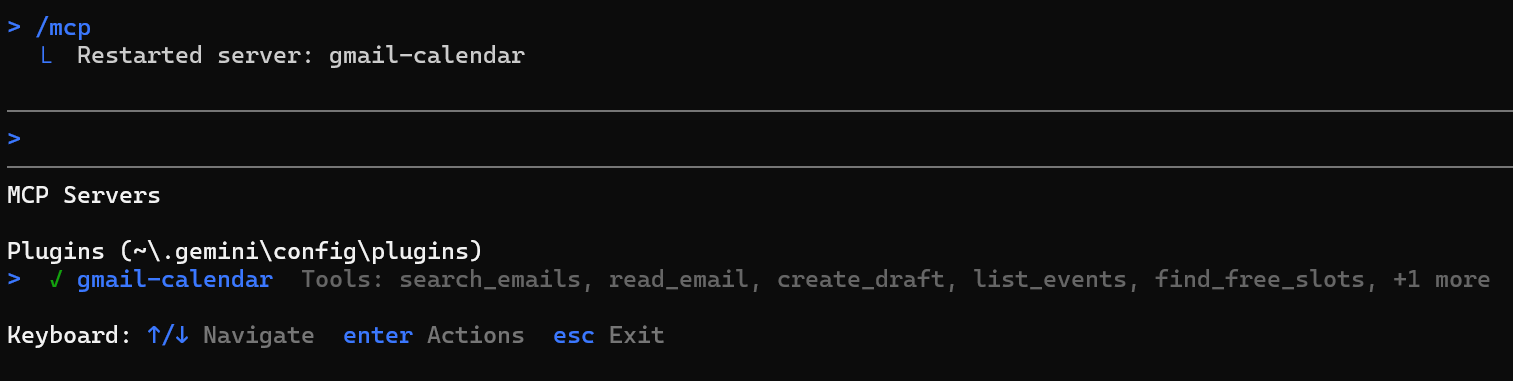 > /mcp
└ Restarted server: gmail-calendar
>
MCP Servers
Plugins (~\.gemini\config\plugins)
> √ gmail-calendar Tools: search_emails, read_email, create_draft, list_events, find_free_slots, +1 more
Keyboard: ↑/↓ Navigate enter Actions esc Exit